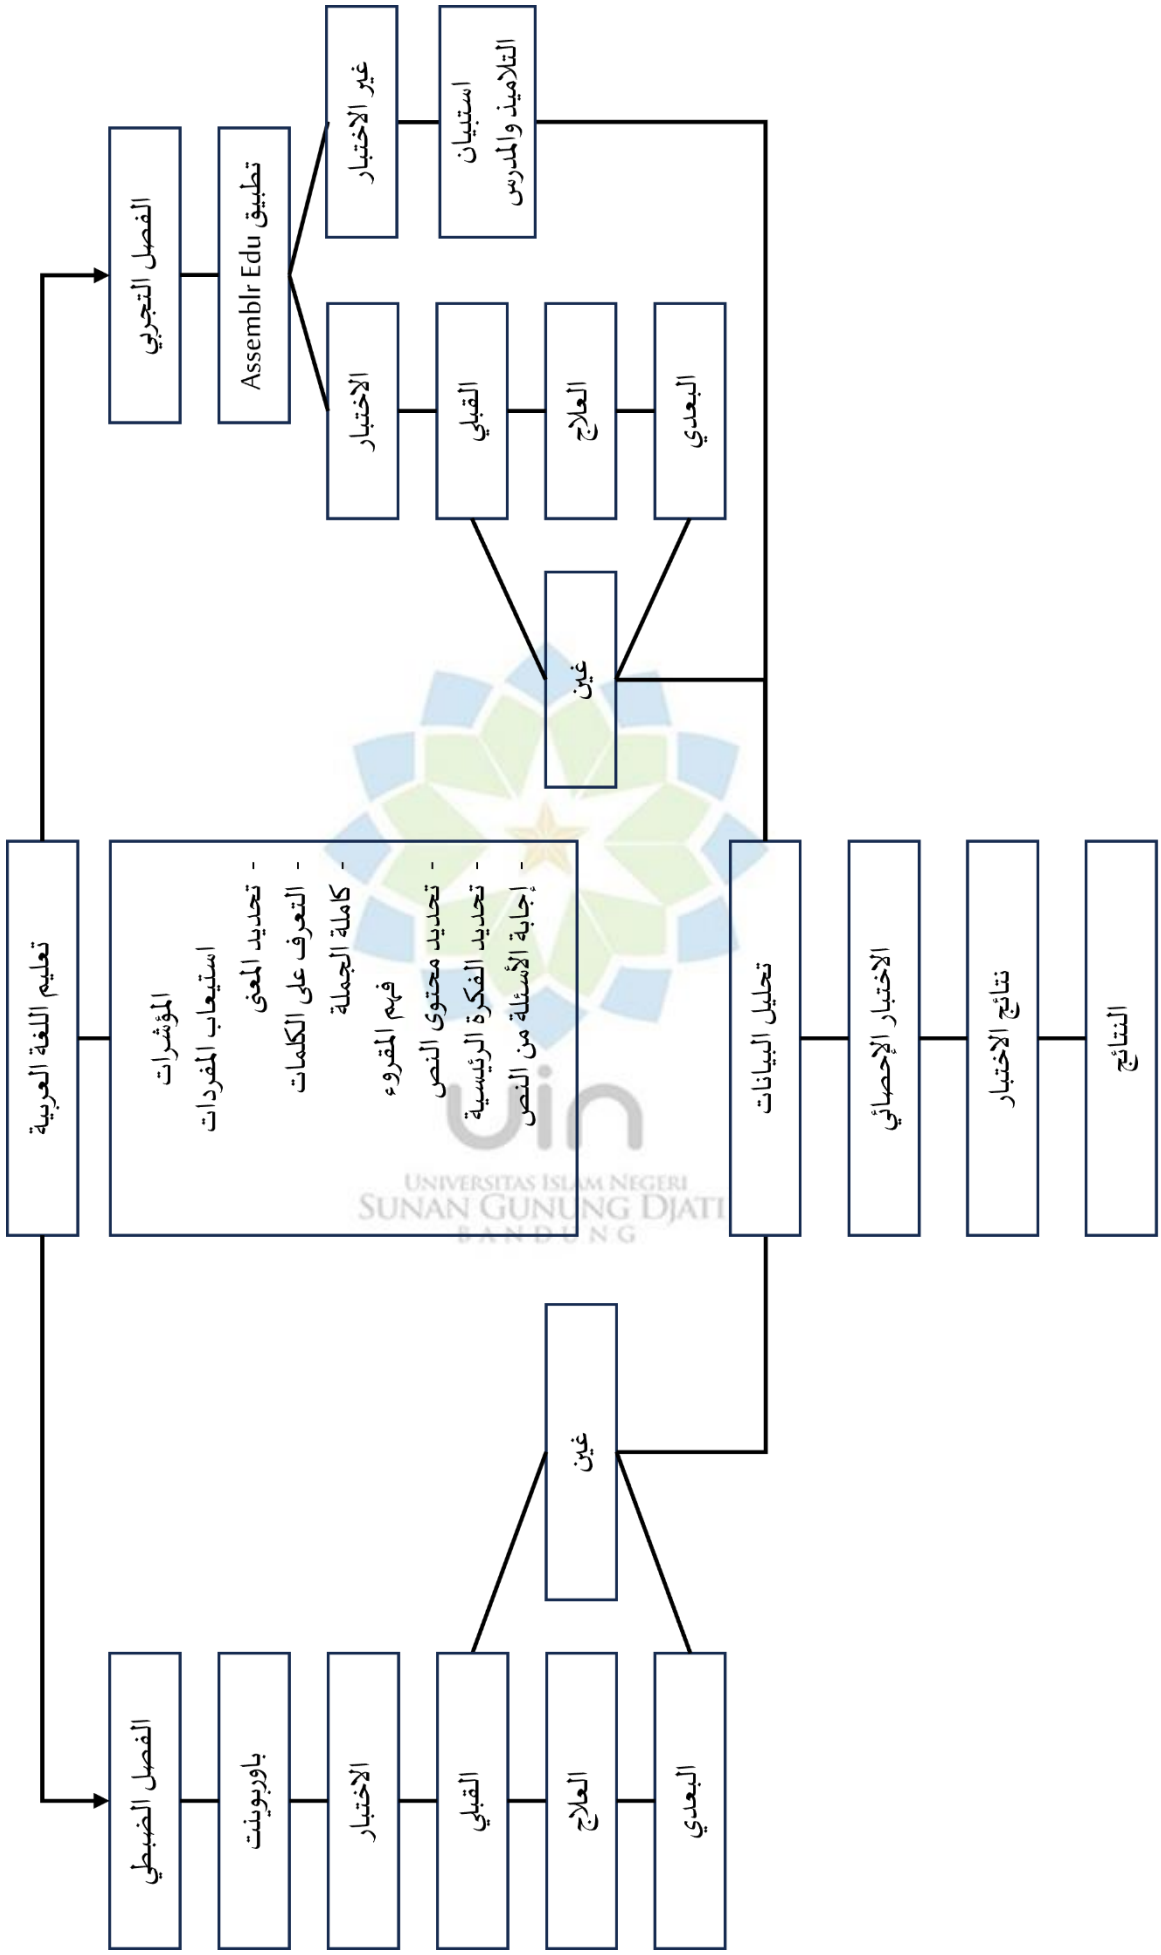 تعليم اللغة العربية
الفصل التجربي
تطبيق Assemblr Edu
غير الاختبار
استبيان
التلاميذ والمدرس
الاختبار
القبلي
العلاج
البعدي
غين
المؤشرات
استيعاب المفردات
- تحديد المعنى
- التعرف على الكلمات
- كاملة الجملة
فهم المقروء
- تحديد محتوى النص
- تحديد الفكرة الرئيسية
- إجابة الأسئلة من النص
الفصل الضبطي
باوربوينت
الاختبار
القبلي
العلاج
البعدي
غين
تحليل البيانات
الاختبار الإحصائي
نتائج الاختبار
النتائج
uin
UNIVERSITAS ISLAM NEGERI
SUNAN GUNUNG DJATI
BANDUNG